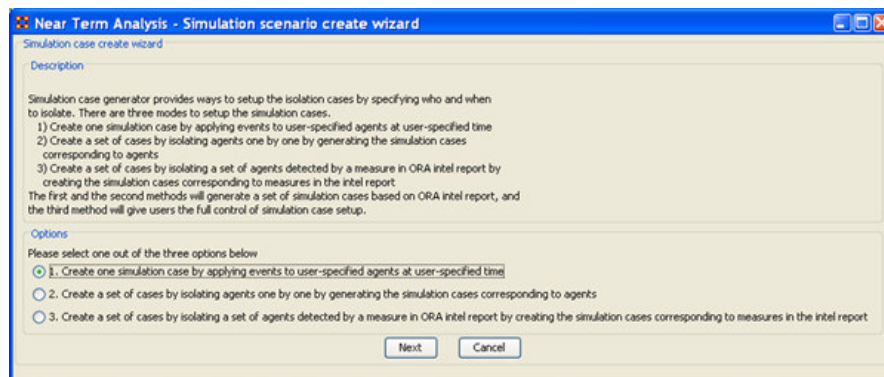 Near Term Analysis - Simulation scenario create wizard
Simulation case create wizard
Description
Simulation case generator provides ways to setup the isolation cases by specifying who and when
to isolate. There are three modes to setup the simulation cases.
1) Create one simulation case by applying events to user-specified agents at user-specified time
2) Create a set of cases by isolating agents one by one by generating the simulation cases
corresponding to agents
3) Create a set of cases by isolating a set of agents detected by a measure in ORA intel report by
creating the simulation cases corresponding to measures in the intel report
The first and the second methods will generate a set of simulation cases based on ORA intel report, and
the third method will give users the full control of simulation case setup.
Options
Please select one out of the three options below
1. Create one simulation case by applying events to user-specified agents at user-specified time
2. Create a set of cases by isolating agents one by one by generating the simulation cases corresponding to agents
3. Create a set of cases by isolating a set of agents detected by a measure in ORA intel report by creating the simulation cases corresponding to measures in the intel report
Next Cancel